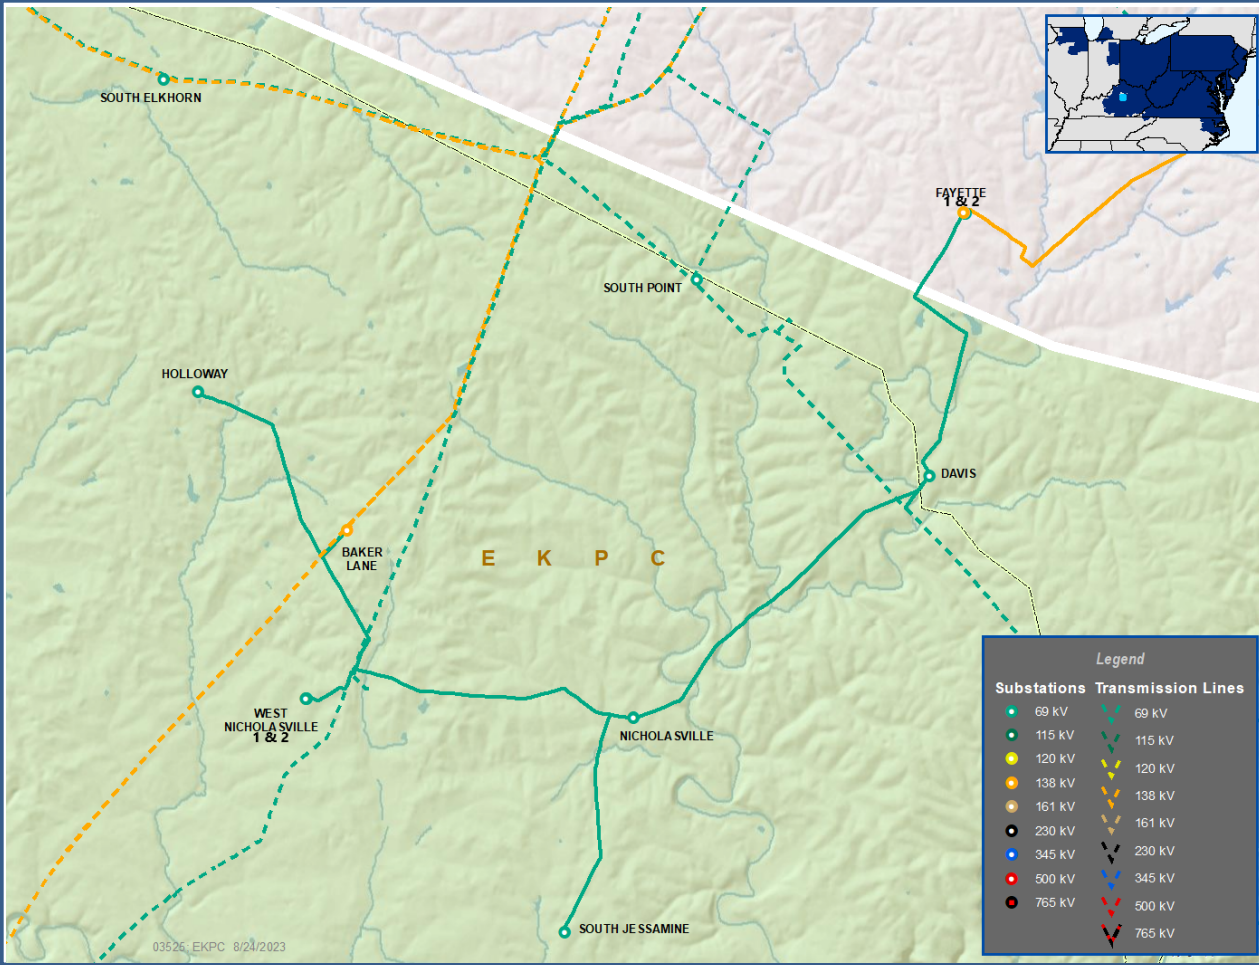 SOUTH ELKHORN
FAYETTE
1 & 2
SOUTH POINT
HOLLOWAY
DAVIS
BAKER
LANE
E K P C
WEST
NICHOLASVILLE
1 & 2
NICHOLASVILLE
SOUTH JESSAMINE
03526, EKPC 8/24/2023
Legend
Substations Transmission Lines
69 kV 69 kV
115 kV 115 kV
120 kV 120 kV
138 kV 138 kV
161 kV 161 kV
230 kV 230 kV
345 kV 345 kV
500 kV 500 kV
765 kV 765 kV